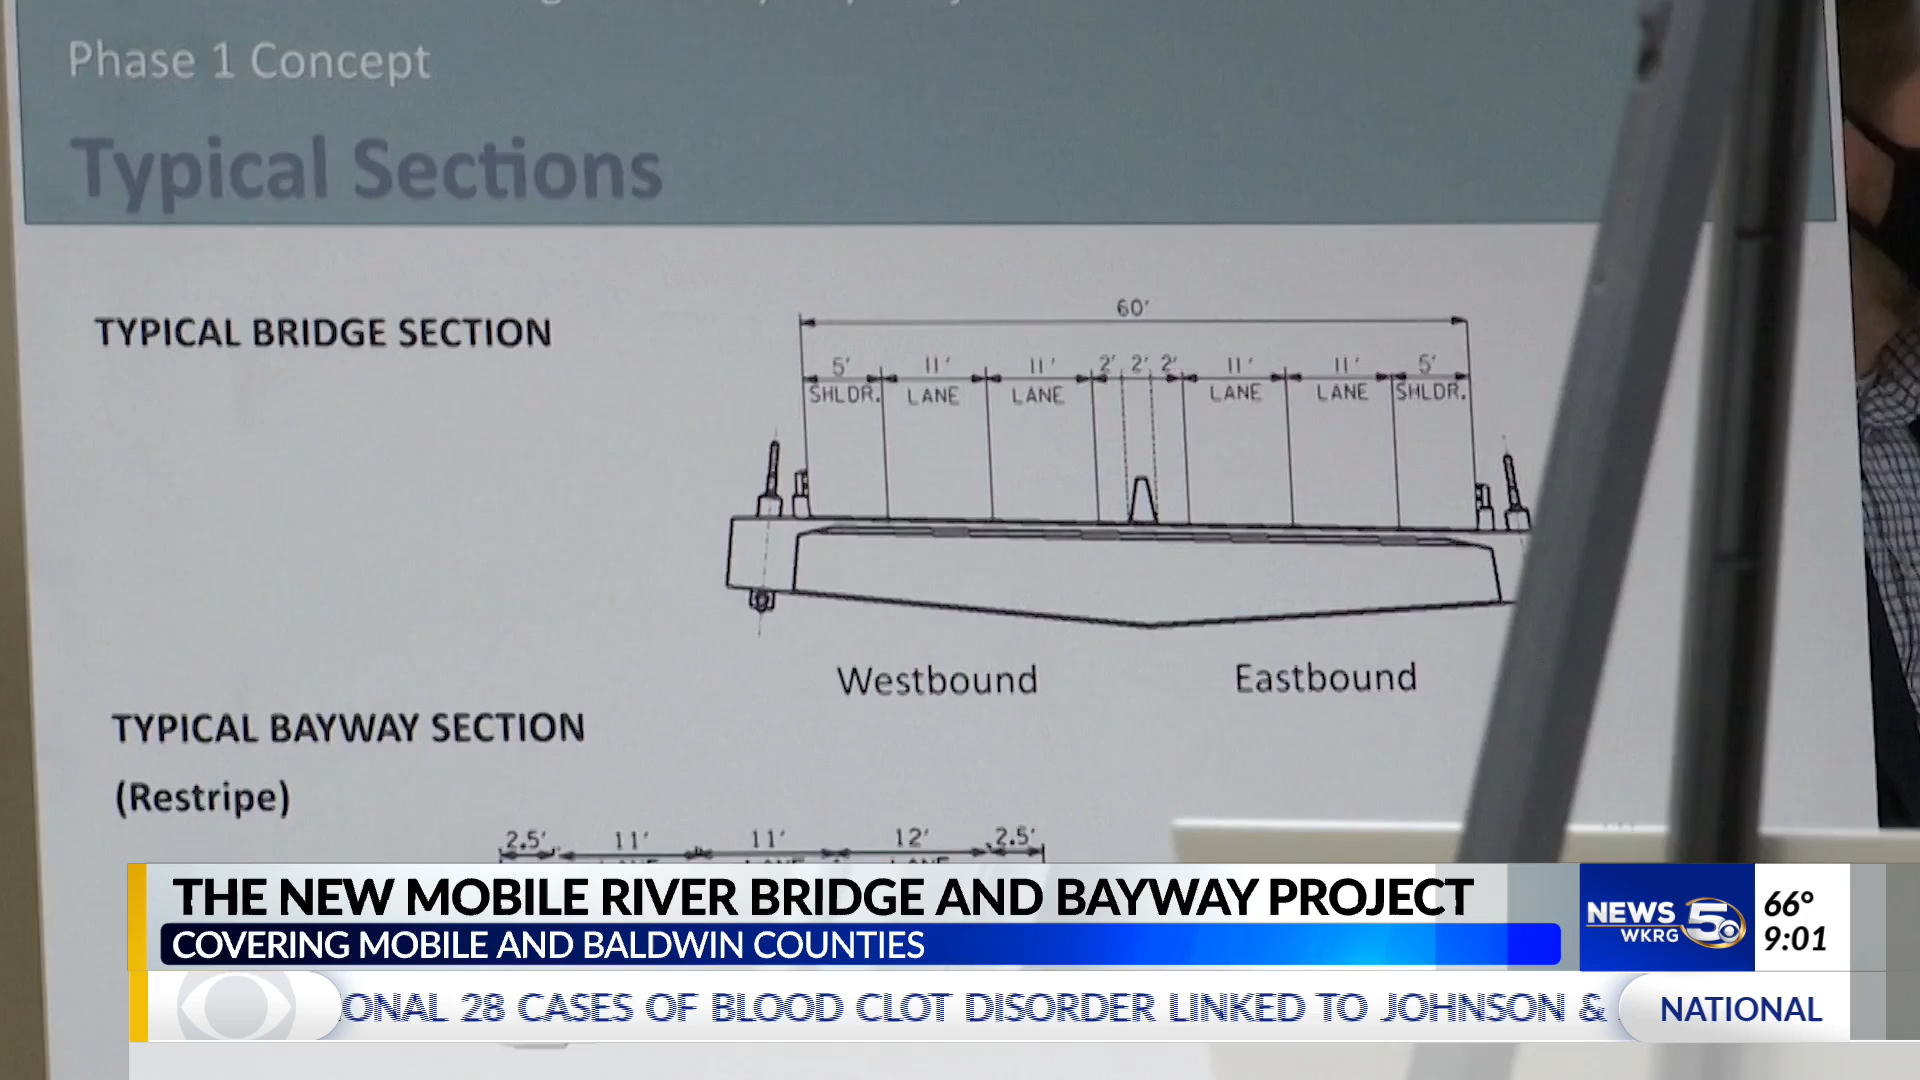 Phase 1 Concept
Typical Sections
TYPICAL BRIDGE SECTION
60'
5' 11' 11' 2' 2' 2' 11' 11' 5'
SHLDR. LANE LANE LANE LANE SHLDR.
Westbound Eastbound
TYPICAL BAYWAY SECTION
(Restripe)
2.5' 11' 11' 12' 2.5'
THE NEW MOBILE RIVER BRIDGE AND BAYWAY PROJECT
COVERING MOBILE AND BALDWIN COUNTIES
NEWS 5
WKRG
66°
9:01
ONAL 28 CASES OF BLOOD CLOT DISORDER LINKED TO JOHNSON &
NATIONAL